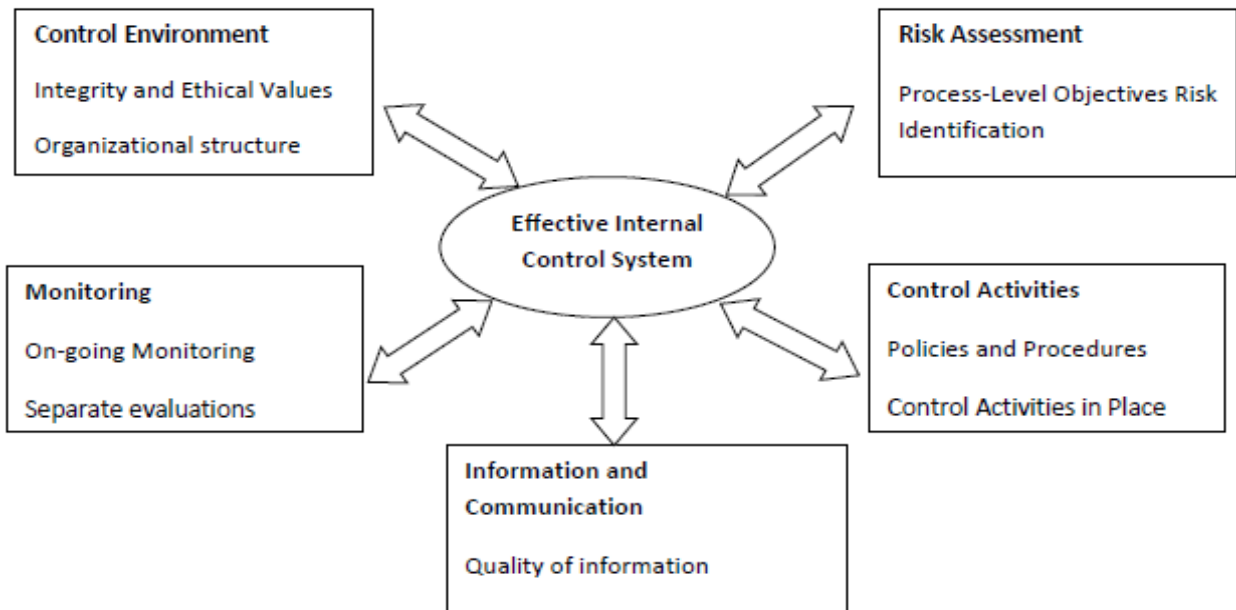 Control Environment
Integrity and Ethical Values
Organizational structure
Risk Assessment
Process-Level Objectives Risk
Identification
Effective Internal
Control System
Monitoring
On-going Monitoring
Separate evaluations
Control Activities
Policies and Procedures
Control Activities in Place
Information and
Communication
Quality of information